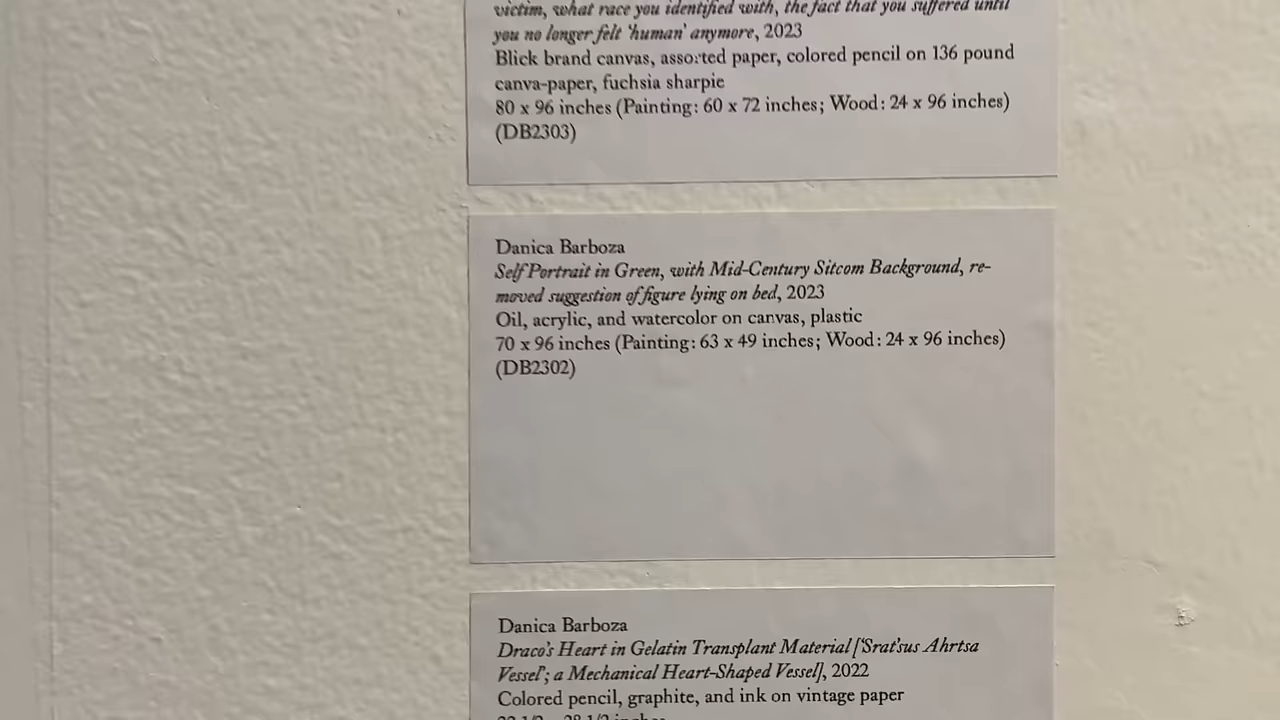 victim, what race you identified with, the fact that you suffered until
you no longer felt 'human' anymore, 2023
Blick brand canvas, assorted paper, colored pencil on 136 pound
canva-paper, fuchsia sharpie
80 x 96 inches (Painting: 60 x 72 inches; Wood: 24 x 96 inches)
(DB2303)
Danica Barboza
Self Portrait in Green, with Mid-Century Sitcom Background, re-
moved suggestion of figure lying on bed, 2023
Oil, acrylic, and watercolor on canvas, plastic
70 x 96 inches (Painting: 63 x 49 inches; Wood: 24 x 96 inches)
(DB2302)
Danica Barboza
Draco's Heart in Gelatin Transplant Material ['Srat'sus Ahrtsa
Vessel'; a Mechanical Heart-Shaped Vessel], 2022
Colored pencil, graphite, and ink on vintage paper